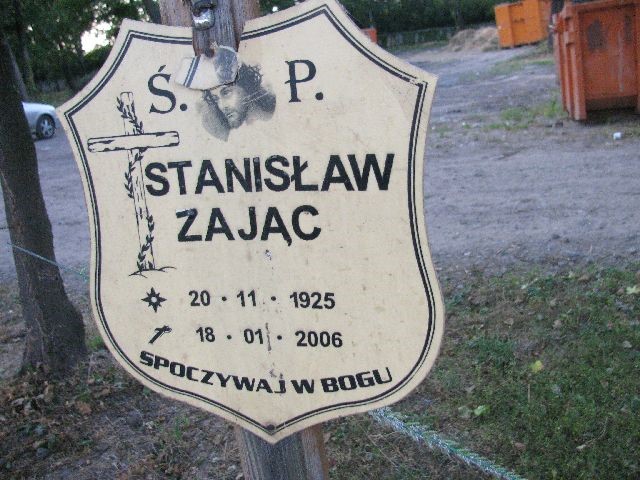 Ś. P.
STANISŁAW
ZAJĄC
20 · 11 · 1925
18 · 01 · 2006
SPOCZYWAJ W BOGU